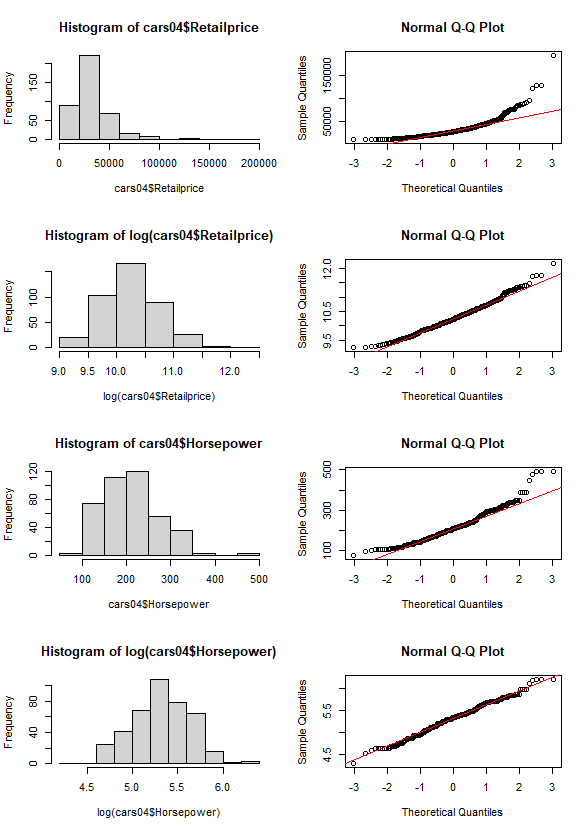 Histogram of cars04$Retailprice
Frequency
0 50 150
0 50000 100000 150000 200000
cars04$Retailprice
Normal Q-Q Plot
Sample Quantiles
50000 150000
-3 -2 -1 0 1 2 3
Theoretical Quantiles
Histogram of log(cars04$Retailprice)
Frequency
0 50 100
9.0 9.5 10.0 11.0 12.0
log(cars04$Retailprice)
Normal Q-Q Plot
Sample Quantiles
9.5 10.5 12.0
-3 -2 -1 0 1 2 3
Theoretical Quantiles
Histogram of cars04$Horsepower
Frequency
0 40 80 120
100 200 300 400 500
cars04$Horsepower
Normal Q-Q Plot
Sample Quantiles
100 300 500
-3 -2 -1 0 1 2 3
Theoretical Quantiles
Histogram of log(cars04$Horsepower)
Frequency
0 40 80
4.5 5.0 5.5 6.0
log(cars04$Horsepower)
Normal Q-Q Plot
Sample Quantiles
4.5 5.5
-3 -2 -1 0 1 2 3
Theoretical Quantiles